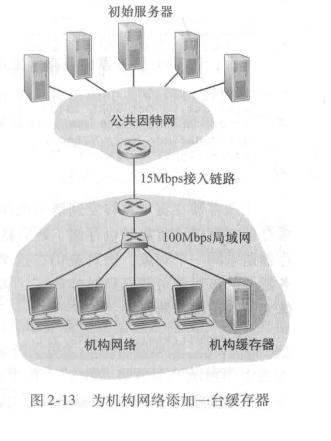 初始服务器
公共因特网
15Mbps接入链路
100Mbps局域网
机构网络
机构缓存器
图 2-13 为机构网络添加一台缓存器